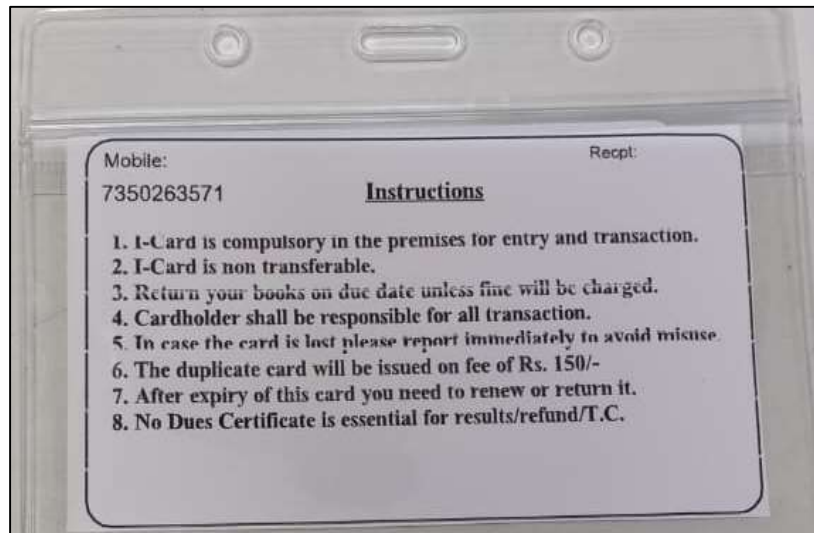 Mobile:
Recpt:
7350263571
Instructions
1. I-Card is compulsory in the premises for entry and transaction.
2. I-Card is non transferable.
3. Return your books on due date unless fine will be charged.
4. Cardholder shall be responsible for all transaction.
5. In case the card is lost please report immediately to avoid misuse.
6. The duplicate card will be issued on fee of Rs. 150/-
7. After expiry of this card you need to renew or return it.
8. No Dues Certificate is essential for results/refund/T.C.